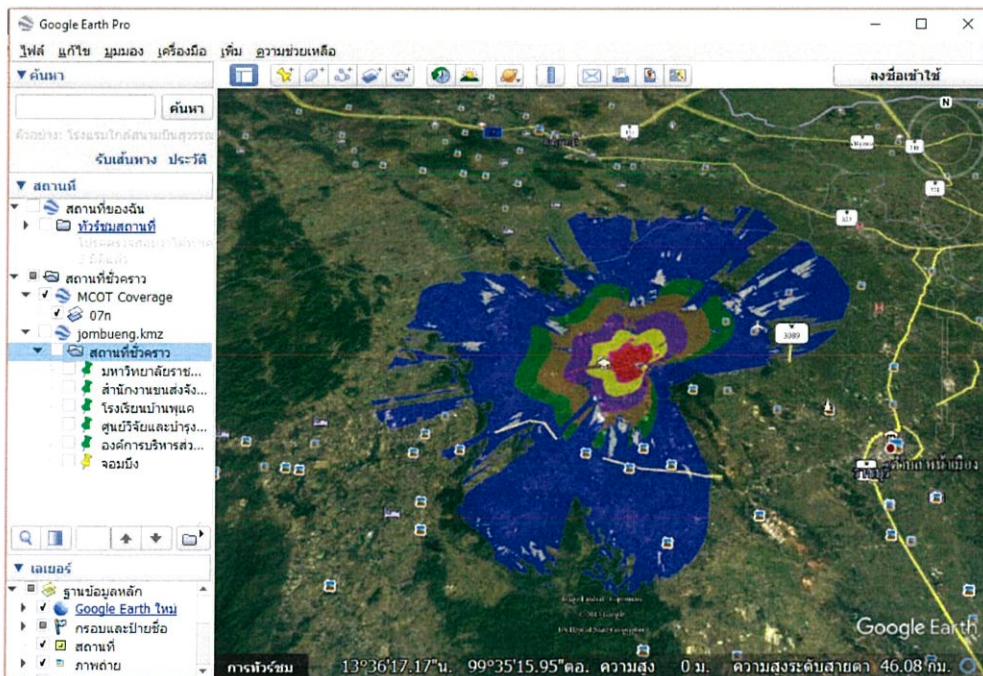 Google Earth Pro
ไฟล์ แก้ไข มุมมอง เครื่องมือ เพิ่ม ความช่วยเหลือ
ค้นหา
ลงชื่อเข้าใช้
ค้นหา
รับเส้นทาง ประวัติ
สถานที่
สถานที่ของฉัน
ทัวร์ชมสถานที่
สถานที่ชั่วคราว
MCOT Coverage
07ท
jombueng.kmz
สถานที่ชั่วคราว
มหาวิทยาลัยราช...
สำนักงานขนส่งจัง...
โรงเรียนบ้านพุแค
ศูนย์วิจัยและบำรุง...
องค์การบริหารส่ว...
จอมบึง
เลเยอร์
ฐานข้อมูลหลัก
Google Earth ใหม่
กรอบและป้ายชื่อ
สถานที่
ภาพถ่าย
N
3089
Google Earth
การทัวร์ชม 13°36'17.17"น. 99°35'15.95"ตอ. ความสูง 0 ม. ความสูงระดับสายตา 46.08 กม.